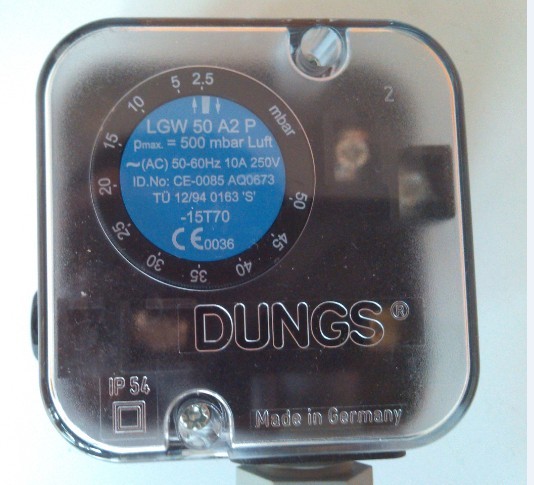 2
2.5
5
10
15
20
25
30
35
40
45
50
mbar
LGW 50 A2 P
pmax. = 500 mbar Luft
~(AC) 50-60Hz 10A 250V
ID.No: CE-0085 AQ0673
TÜ 12/94 0163 'S'
-15T70
CE0036
DUNGS®
IP 54
Made in Germany